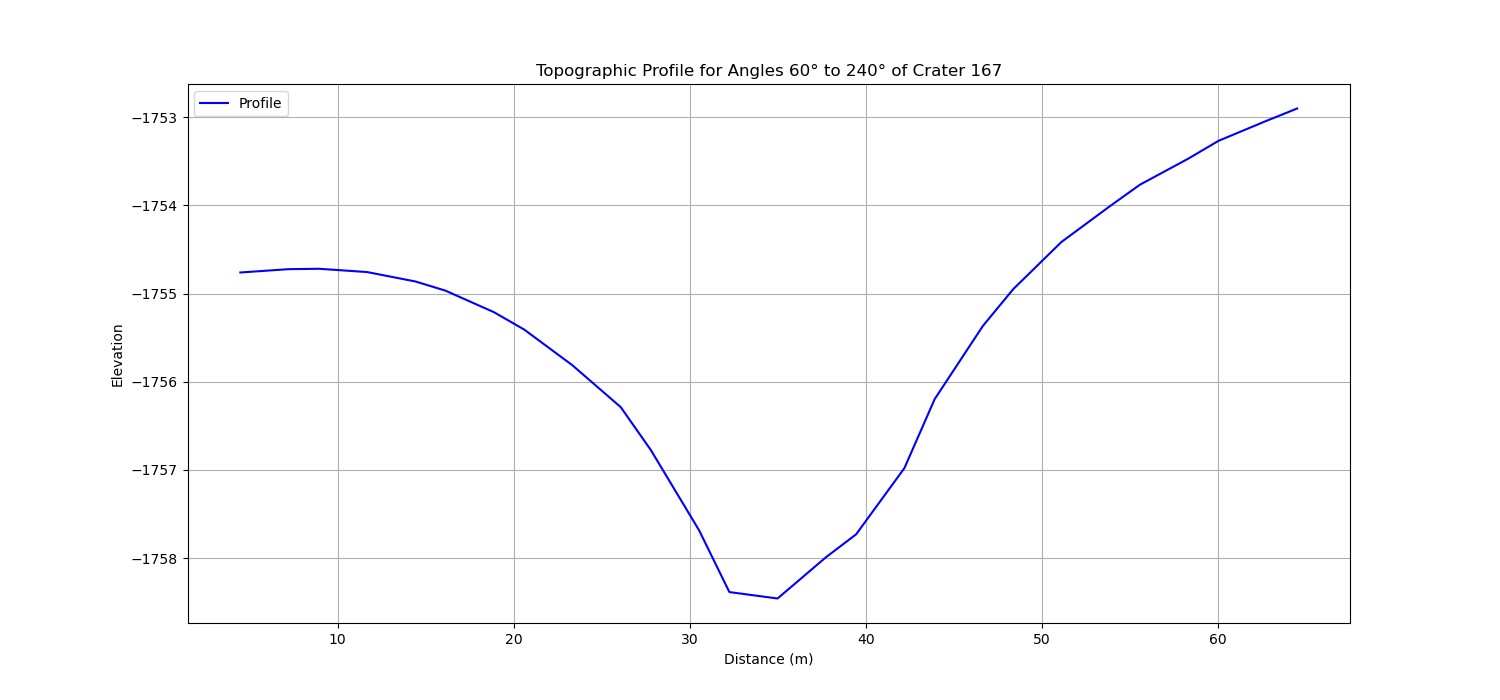 Topographic Profile for Angles 60° to 240° of Crater 167
Profile
−1753
−1754
−1755
−1756
−1757
−1758
Elevation
10 20 30 40 50 60
Distance (m)